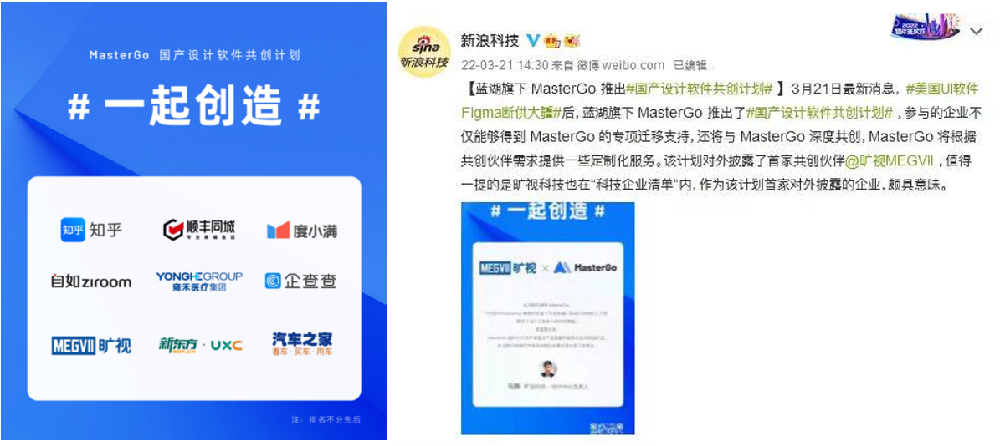 MasterGo 国产设计软件共创计划
# 一起创造 #
知乎 知乎 顺丰同城 度小满
专业高端急送
自如ziroom YONGHEGROUP 企查查
雍禾医疗集团
MEGVII 旷视 新东方 · UXC 汽车之家
XDF.CN 看车 · 买车 · 用车
注：排名不分先后
sina
新浪科技
新浪科技
2022
22-03-21 14:30 来自 微博 weibo.com 已编辑
【蓝湖旗下 MasterGo 推出#国产设计软件共创计划# 】3月21日最新消息，#美国UI软件
Figma断供大疆#后，蓝湖旗下 MasterGo 推出了#国产设计软件共创计划# ，参与的企业不
仅能够得到 MasterGo 的专项迁移支持，还将与 MasterGo 深度共创，MasterGo 将根据
共创伙伴需求提供一些定制化服务。该计划对外披露了首家共创伙伴@旷视MEGVII ，值得
一提的是旷视科技也在“科技企业清单”内，作为该计划首家对外披露的企业，颇具意味。
# 一起创造 #
MEGVII 旷视 × MasterGo